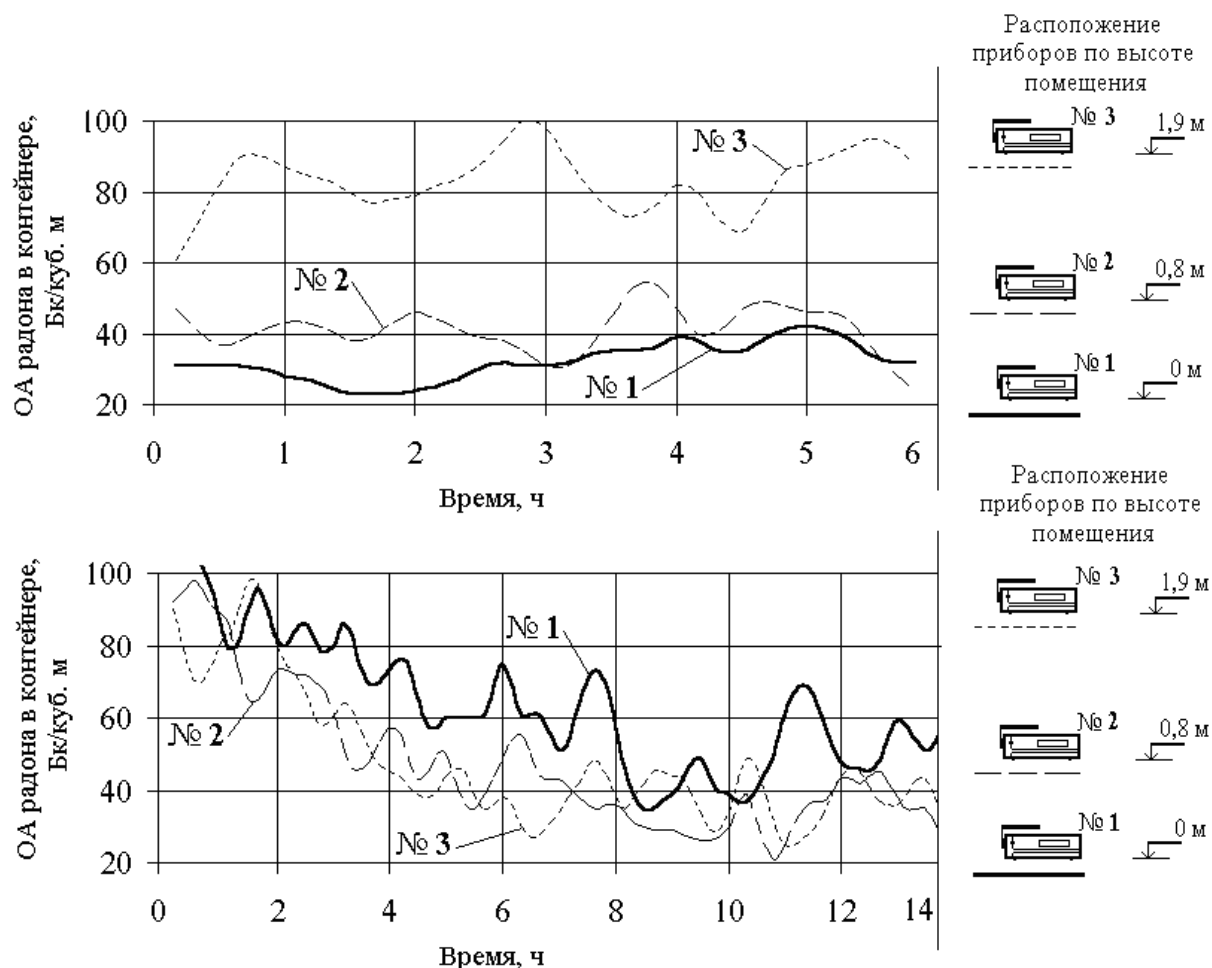 Расположение
приборов по высоте
помещения
ОА радона в контейнере,
Бк/куб. м
100
80
60
40
20
№ 3
№ 2
№ 1
0 1 2 3 4 5 6
Время, ч
№ 3 1,9 м
№ 2 0,8 м
№ 1 0 м
Расположение
приборов по высоте
помещения
ОА радона в контейнере,
Бк/куб. м
100
80
60
40
20
№ 1
№ 2
№ 3
0 2 4 6 8 10 12 14
Время, ч
№ 3 1,9 м
№ 2 0,8 м
№ 1 0 м